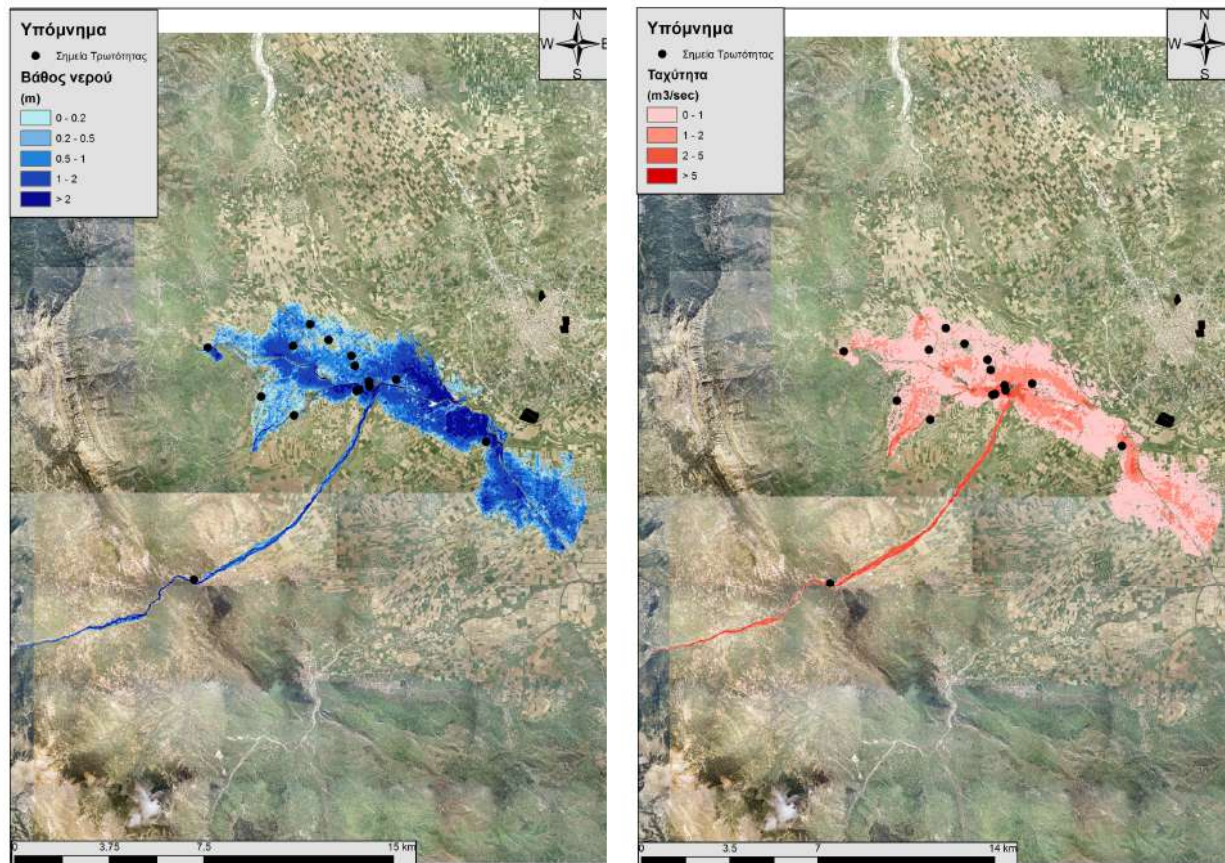 Υπόμνημα
Σημεία Τρωτότητας
Βάθος νερού
(m)
0 - 0.2
0.2 - 0.5
0.5 - 1
1 - 2
> 2
N
W E
S
0 3.75 7.5 15 km
Υπόμνημα
Σημεία Τρωτότητας
Ταχύτητα
(m3/sec)
0 - 1
1 - 2
2 - 5
> 5
N
W E
S
0 3.5 7 14 km